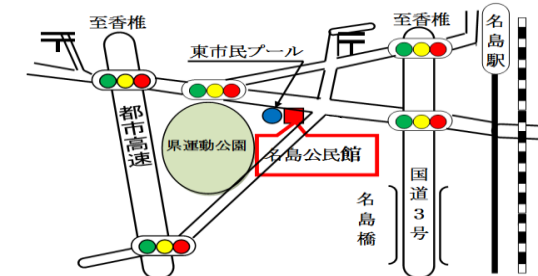 至香椎
至香椎
名島駅
東市民プール
都市高速
県運動公園
名島公民館
国道3号
名島橋